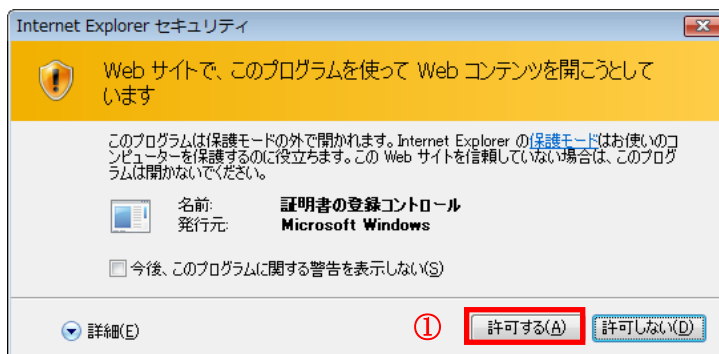 Internet Explorer セキュリティ
Web サイトで、このプログラムを使って Web コンテンツを開こうとして
います
このプログラムは保護モードの外で開かれます。Internet Explorer の保護モードはお使いのコ
ンピューターを保護するのに役立ちます。この Web サイトを信頼していない場合は、このプログ
ラムは開かないでください。
名前: 証明書の登録コントロール
発行元: Microsoft Windows
今後、このプログラムに関する警告を表示しない(S)
詳細(E) ① 許可する(A) 許可しない(D)